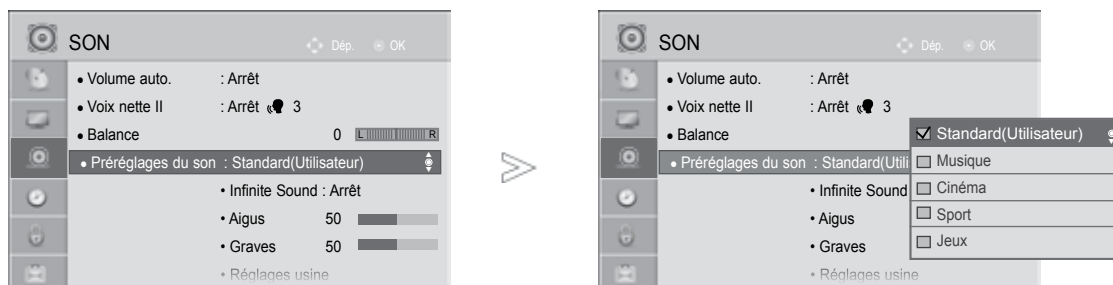 SON
Dép. OK
• Volume auto. : Arrêt
• Voix nette II : Arrêt 3
• Balance 0 L R
• Préréglages du son : Standard(Utilisateur)
• Infinite Sound : Arrêt
• Aigus 50
• Graves 50
• Réglages usine
>
SON
Dép. OK
• Volume auto. : Arrêt
• Voix nette II : Arrêt 3
• Balance
• Préréglages du son : Standard(Utili
• Infinite Sound
• Aigus
• Graves
• Réglages usine
Standard(Utilisateur)
Musique
Cinéma
Sport
Jeux